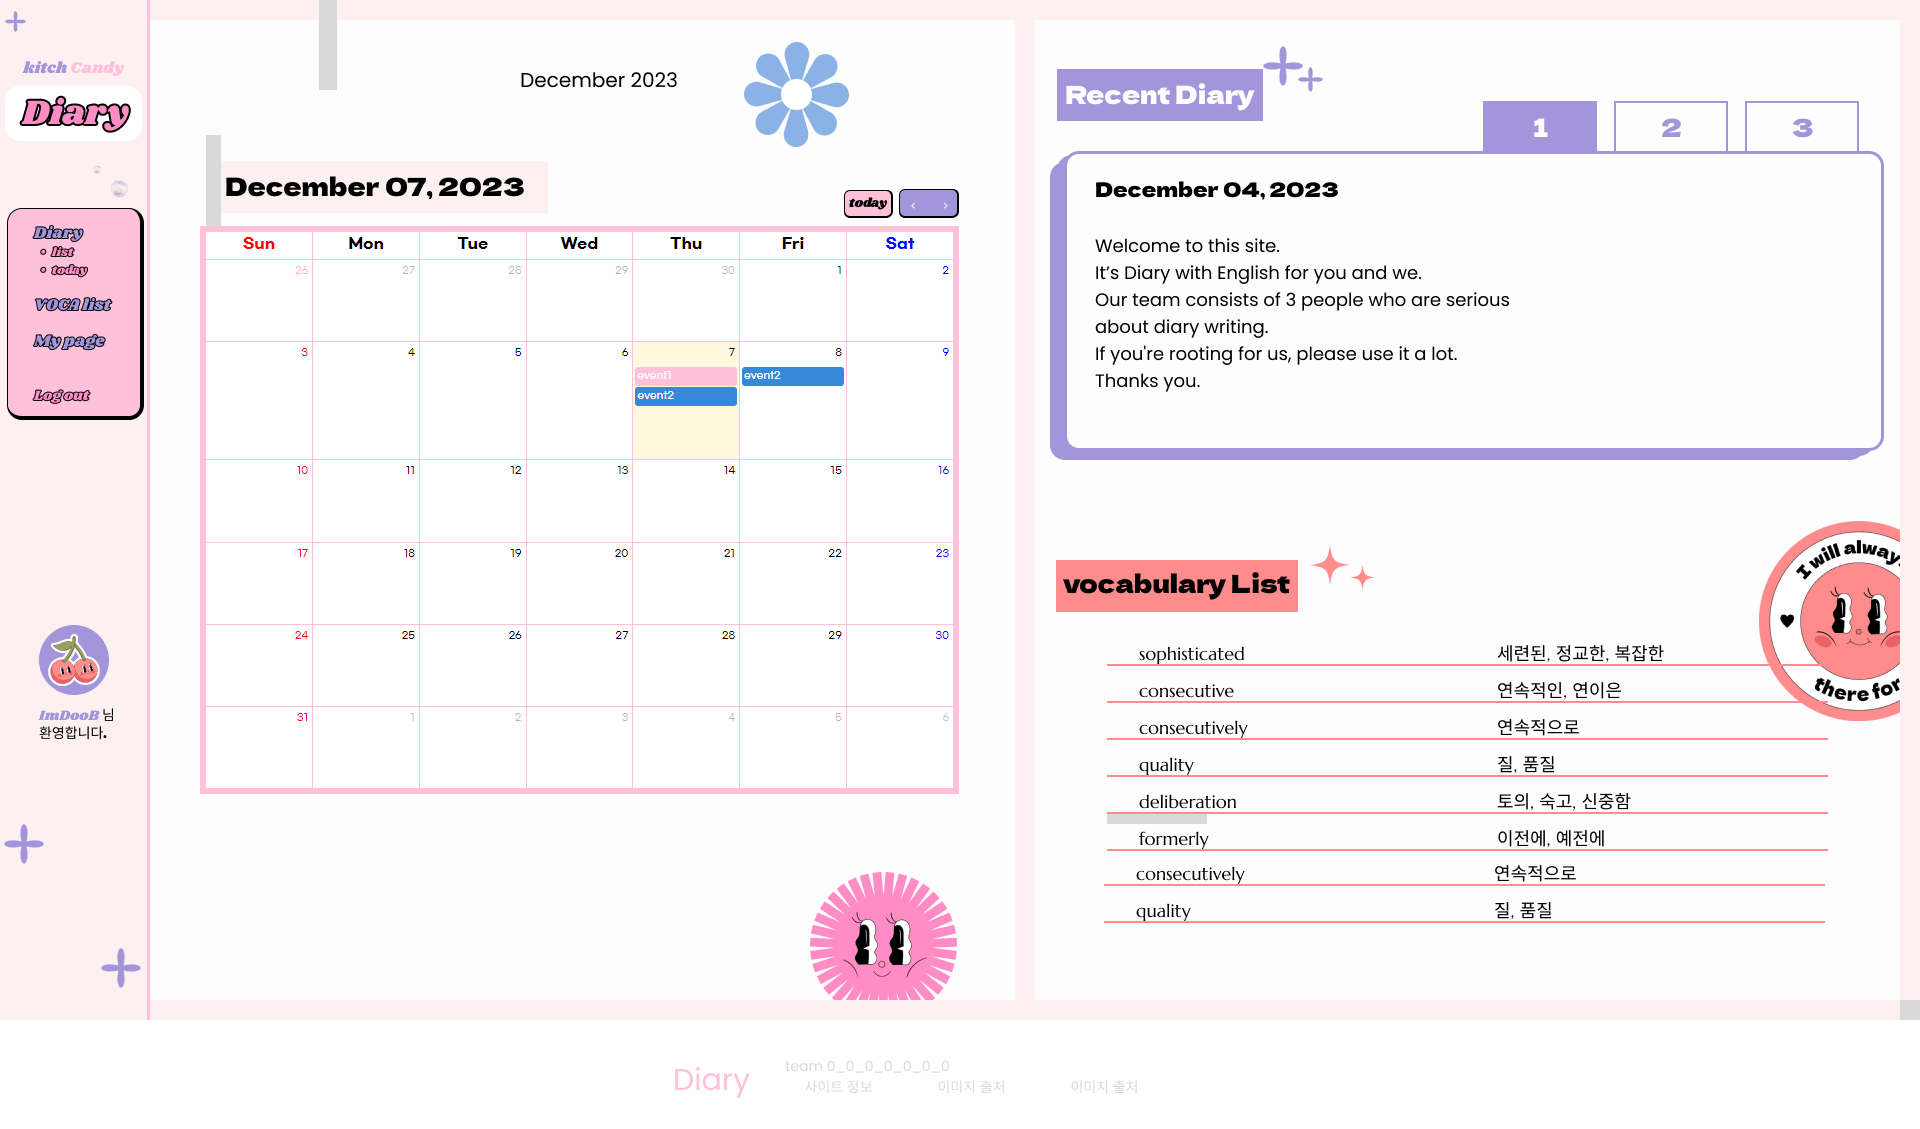 kitch Candy
Diary
Diary
list
today
VOCA list
My page
Log out
ImDooB 님
환영합니다.
December 2023
December 07, 2023
today
‹ ›
Sun Mon Tue Wed Thu Fri Sat
26 27 28 29 30 1 2
3 4 5 6 7 8 9
event1 event2
event2
10 11 12 13 14 15 16
17 18 19 20 21 22 23
24 25 26 27 28 29 30
31 1 2 3 4 5 6
Recent Diary
1 2 3
December 04, 2023
Welcome to this site.
It's Diary with English for you and we.
Our team consists of 3 people who are serious
about diary writing.
If you're rooting for us, please use it a lot.
Thanks you.
I will alway
there for
vocabulary List
sophisticated 세련된, 정교한, 복잡한
consecutive 연속적인, 연이은
consecutively 연속적으로
quality 질, 품질
deliberation 토의, 숙고, 신중함
formerly 이전에, 예전에
consecutively 연속적으로
quality 질, 품질
Diary
team 0_0_0_0_0_0_0
사이트 정보 이미지 출처 이미지 출처